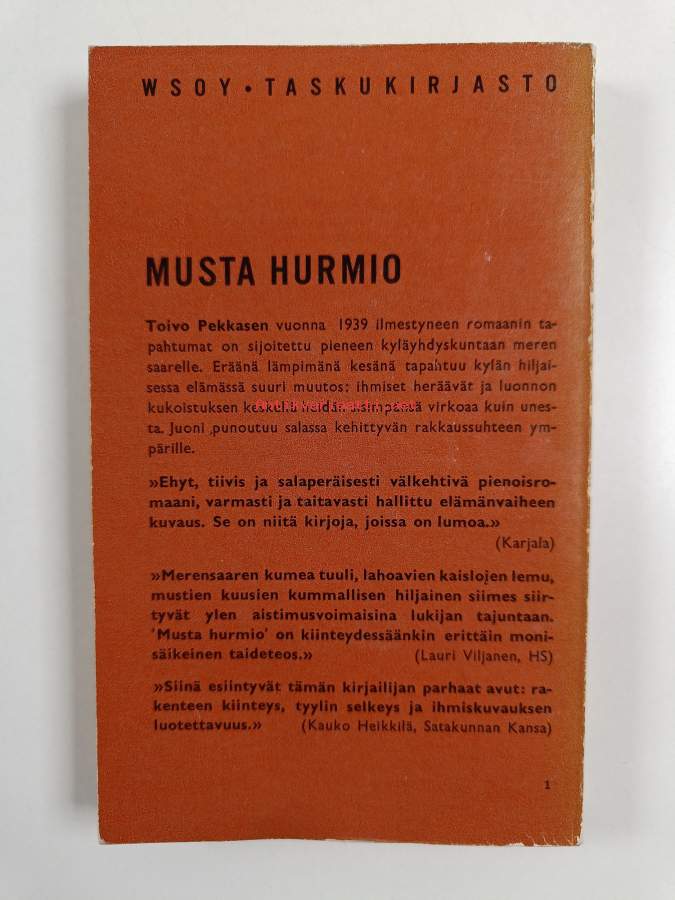 WSOY • TASKUKIRJASTO
MUSTA HURMIO
Toivo Pekkasen vuonna 1939 ilmestyneen romaanin ta-
pahtumat on sijoitettu pieneen kyläyhdyskuntaan meren
saarelle. Eräänä lämpimänä kesänä tapahtuu kylän hiljai-
sessa elämässä suuri muutos: ihmiset heräävät ja luonnon
kukoistuksen keskellä heidän sisimpänsä virkoaa kuin unes-
ta. Juoni punoutuu salassa kehittyvän rakkaussuhteen ym-
pärille.
»Ehyt, tiivis ja salaperäisesti välkehtivä pienoisro-
maani, varmasti ja taitavasti hallittu elämänvaiheen
kuvaus. Se on niitä kirjoja, joissa on lumoa.»
(Karjala)
»Merensaaren kumea tuuli, lahoavien kaislojen lemu,
mustien kuusien kummallisen hiljainen siimes siir-
tyvät ylen aistimusvoimaisina lukijan tajuntaan.
'Musta hurmio' on kiinteydessäänkin erittäin moni-
säikeinen taideteos.» (Lauri Viljanen, HS)
»Siinä esiintyvät tämän kirjailijan parhaat avut: ra-
kenteen kiinteys, tyylin selkeys ja ihmiskuvauksen
luotettavuus.» (Kauko Heikkilä, Satakunnan Kansa)
1